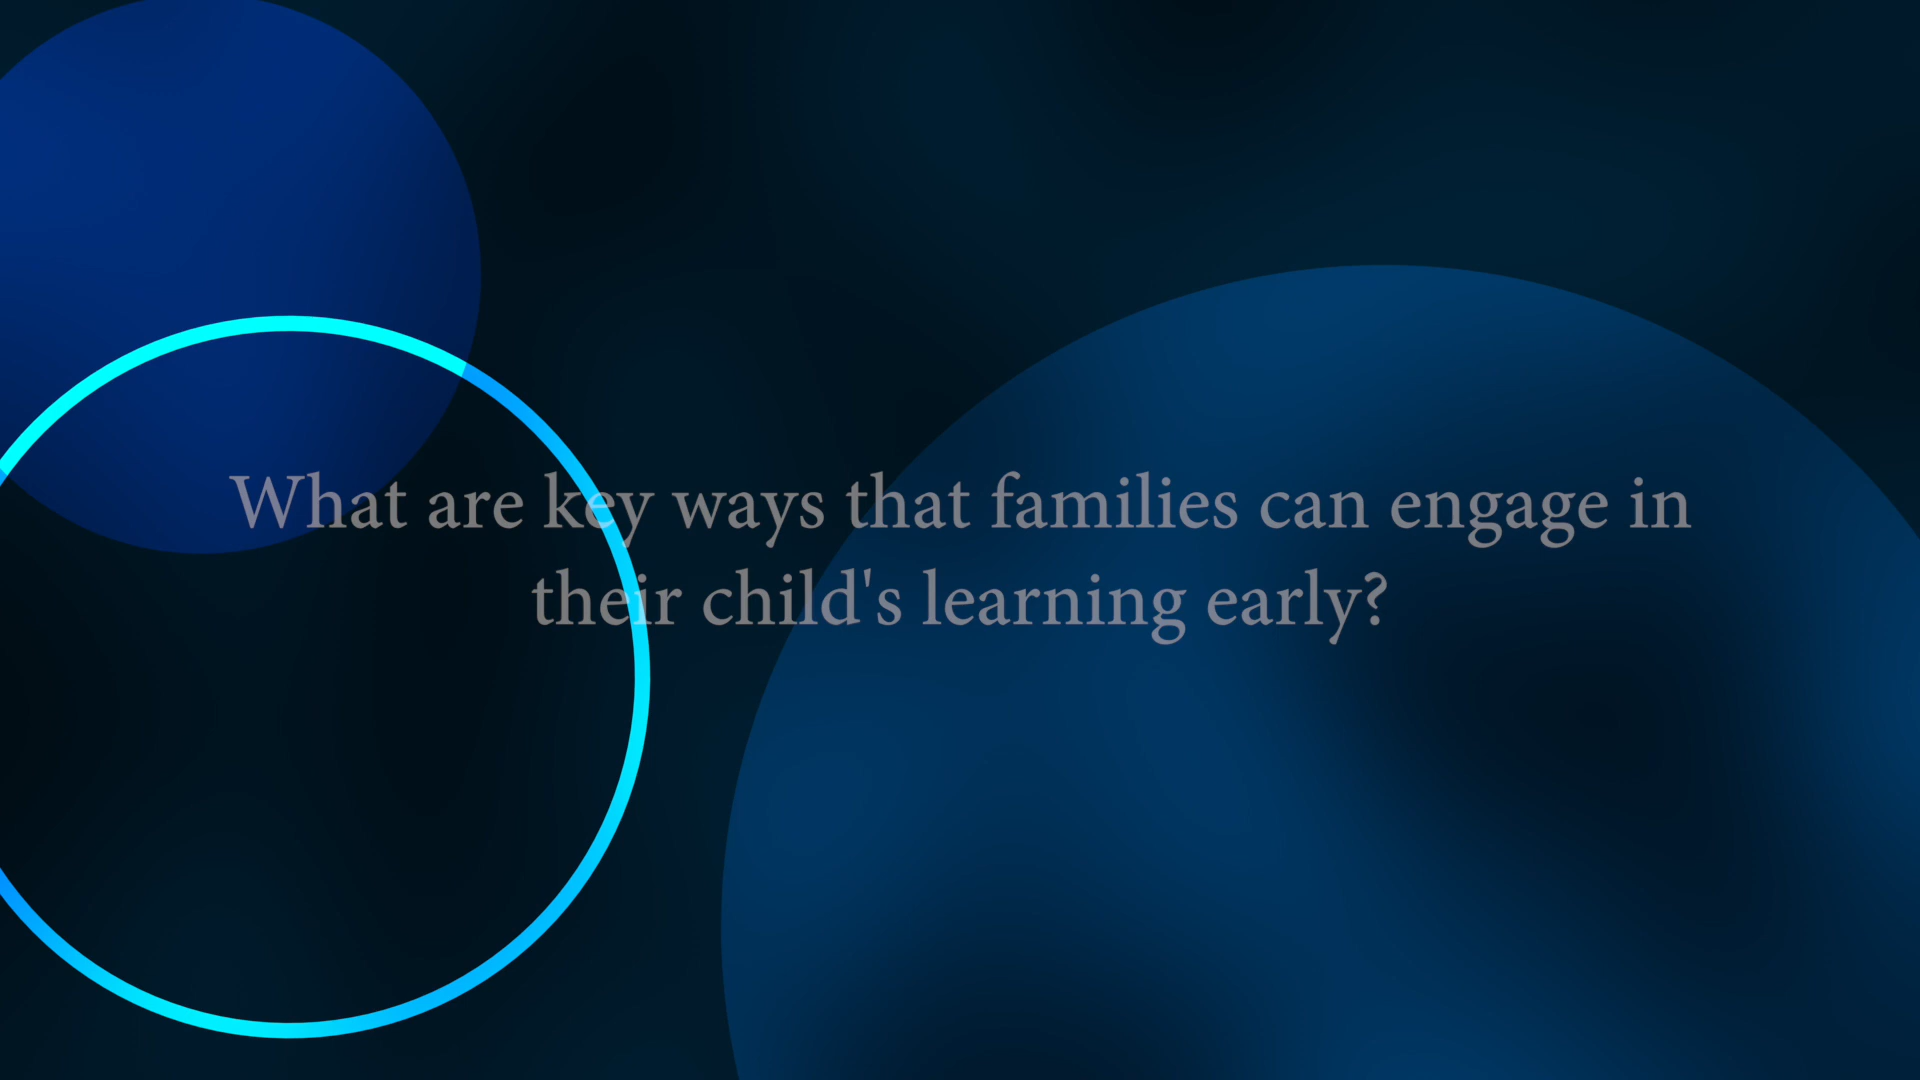 What are key ways that families can engage in
their child's learning early?